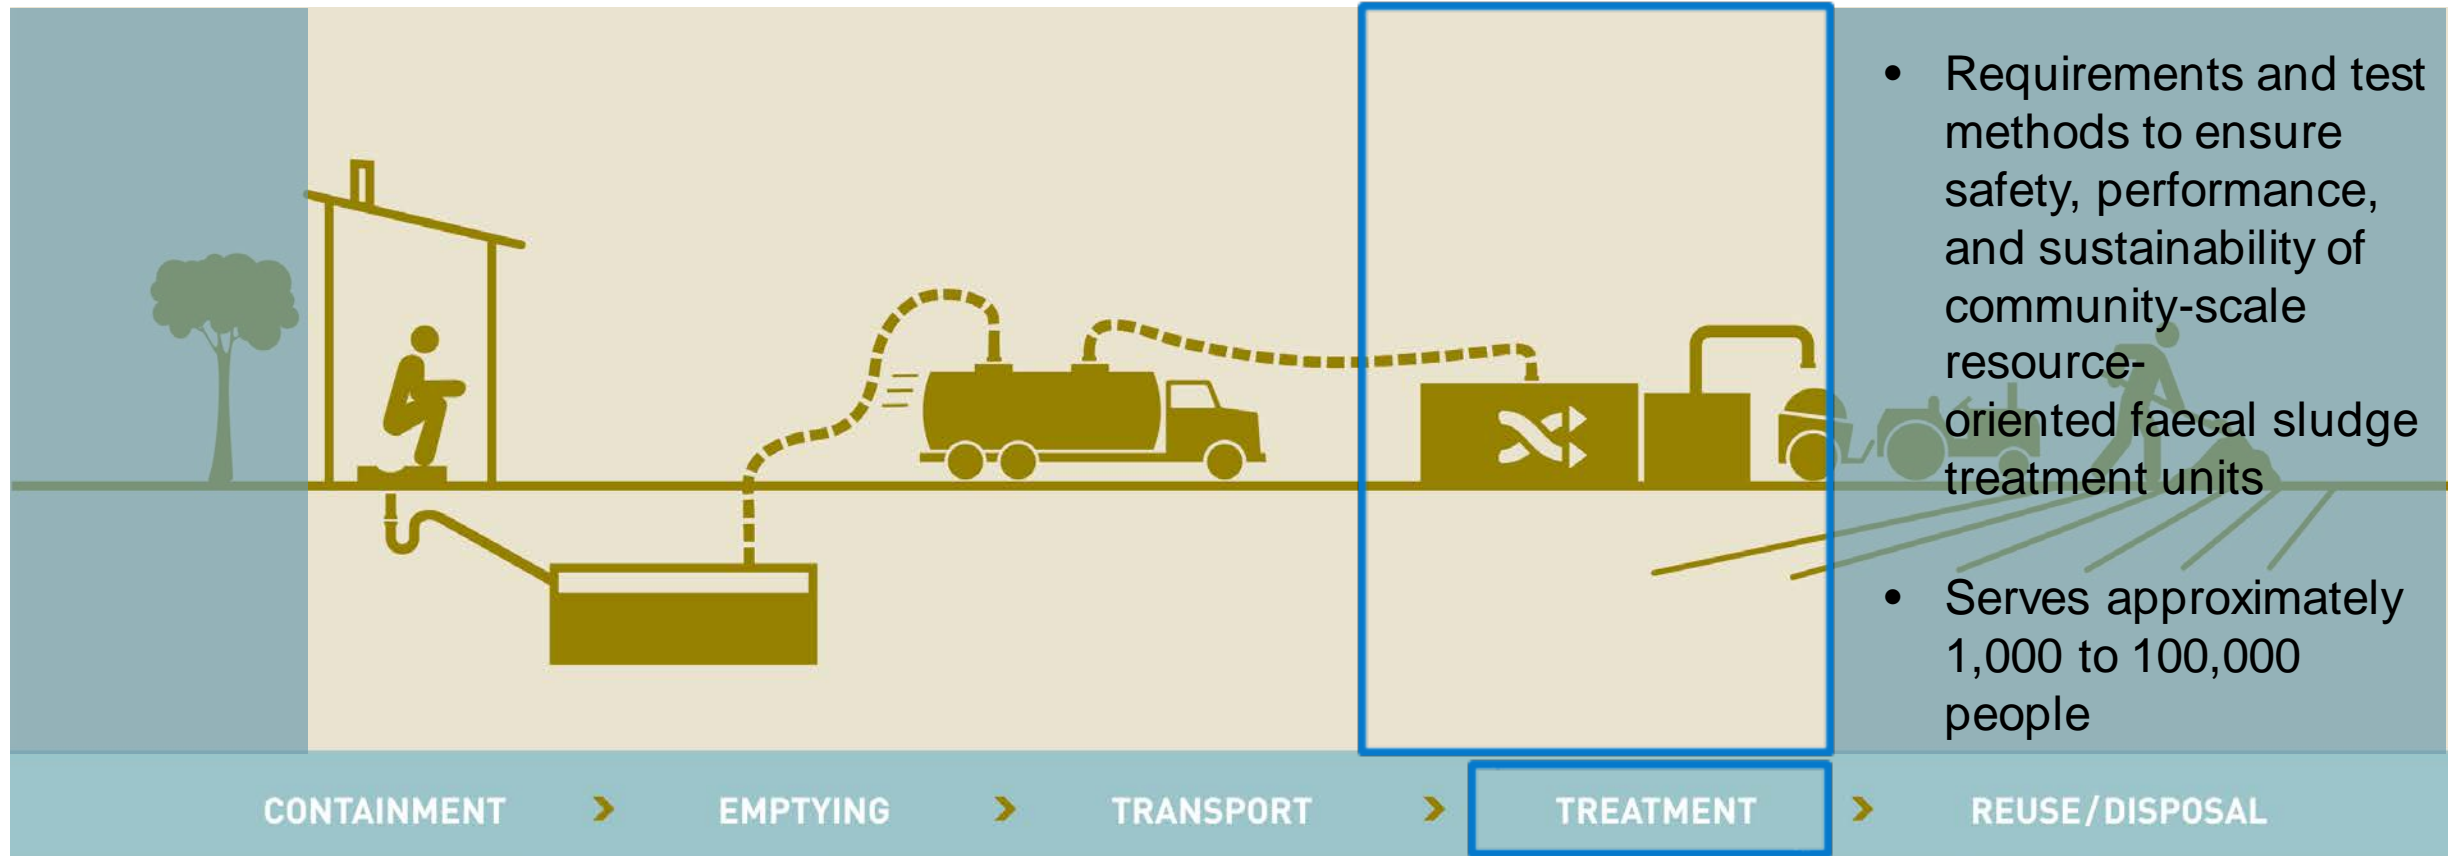 • Requirements and test
methods to ensure
safety, performance,
and sustainability of
community-scale
resource-
oriented faecal sludge
treatment units
• Serves approximately
1,000 to 100,000
people
CONTAINMENT > EMPTYING > TRANSPORT > TREATMENT > REUSE/DISPOSAL